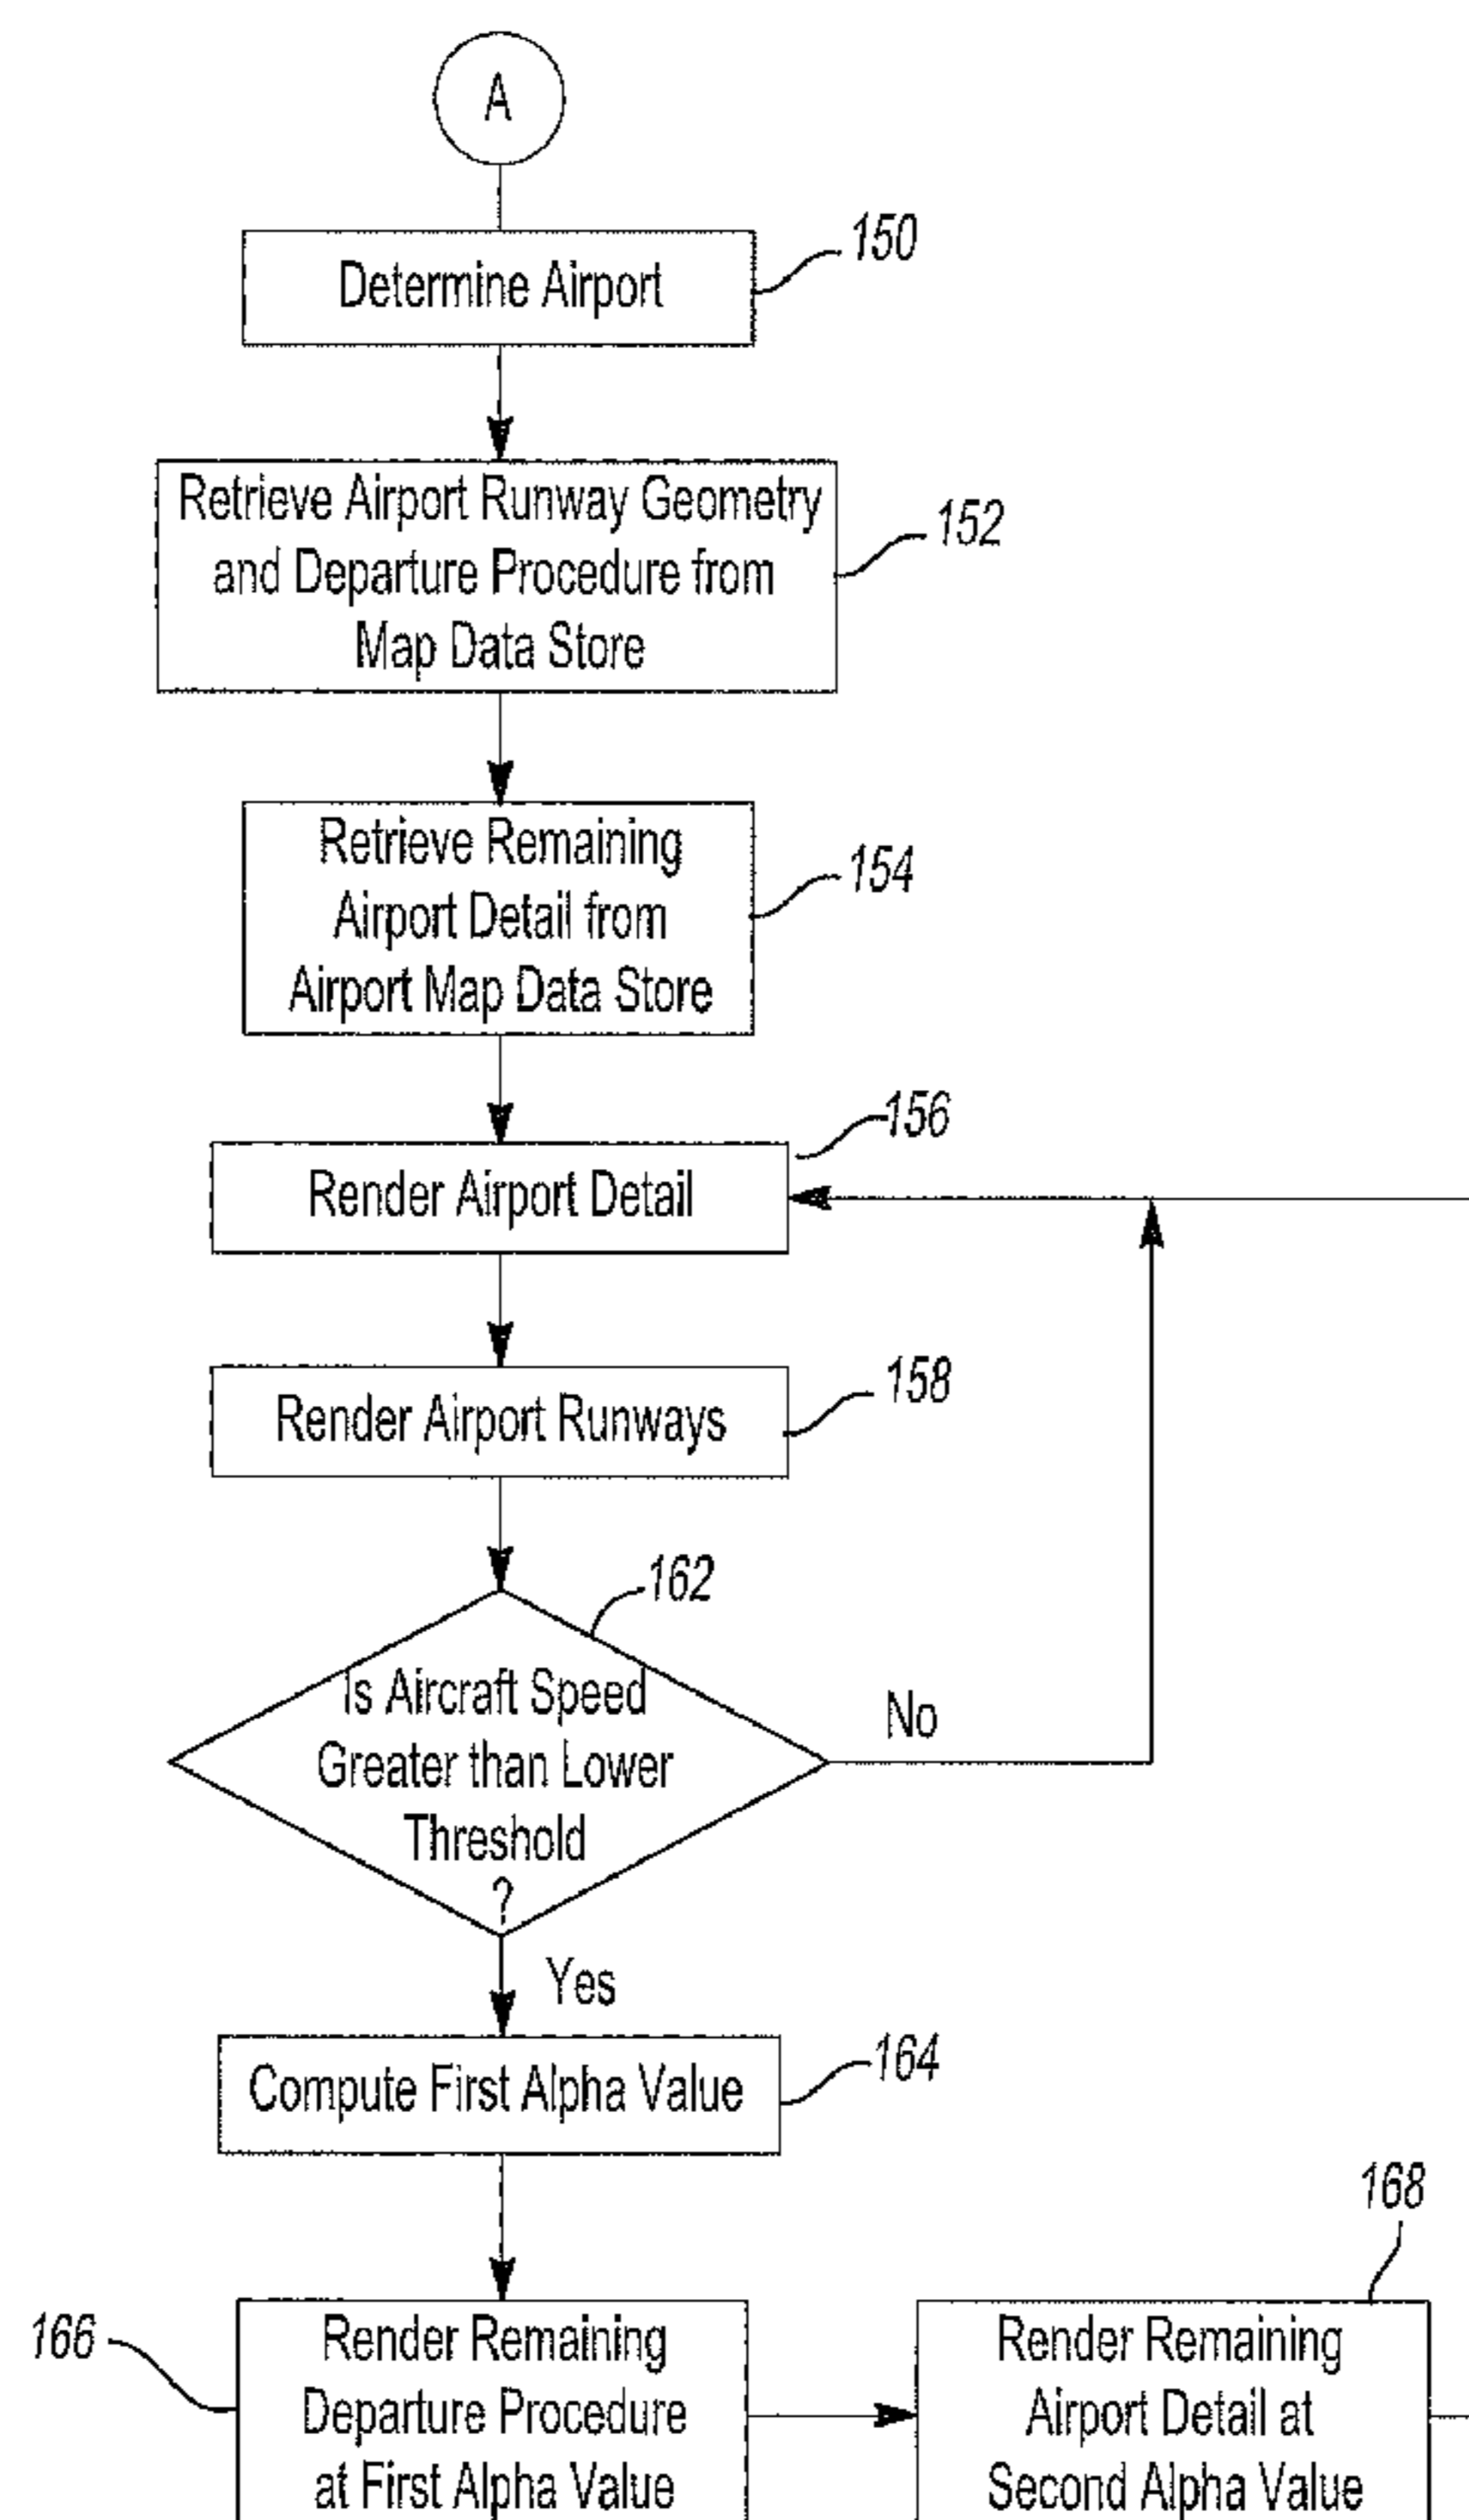 A
150
Determine Airport
Retrieve Airport Runway Geometry
and Departure Procedure from
Map Data Store
152
Retrieve Remaining
Airport Detail from
Airport Map Data Store
154
156
Render Airport Detail
158
Render Airport Runways
162
Is Aircraft Speed
Greater than Lower
Threshold
?
No
Yes
164
Compute First Alpha Value
168
166
Render Remaining
Departure Procedure
at First Alpha Value
Render Remaining
Airport Detail at
Second Alpha Value